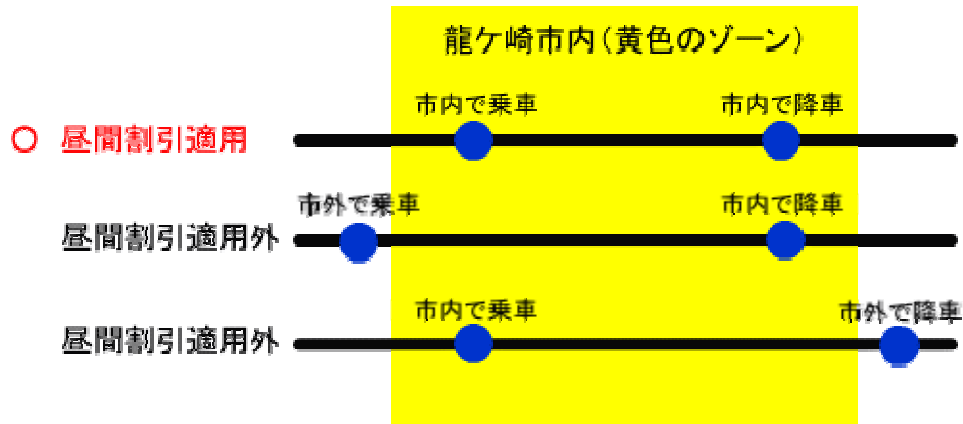 龍ケ崎市内（黄色のゾーン）
市内で乗車 市内で降車
○ 昼間割引適用
市外で乗車 市内で降車
昼間割引適用外
市内で乗車 市外で降車
昼間割引適用外